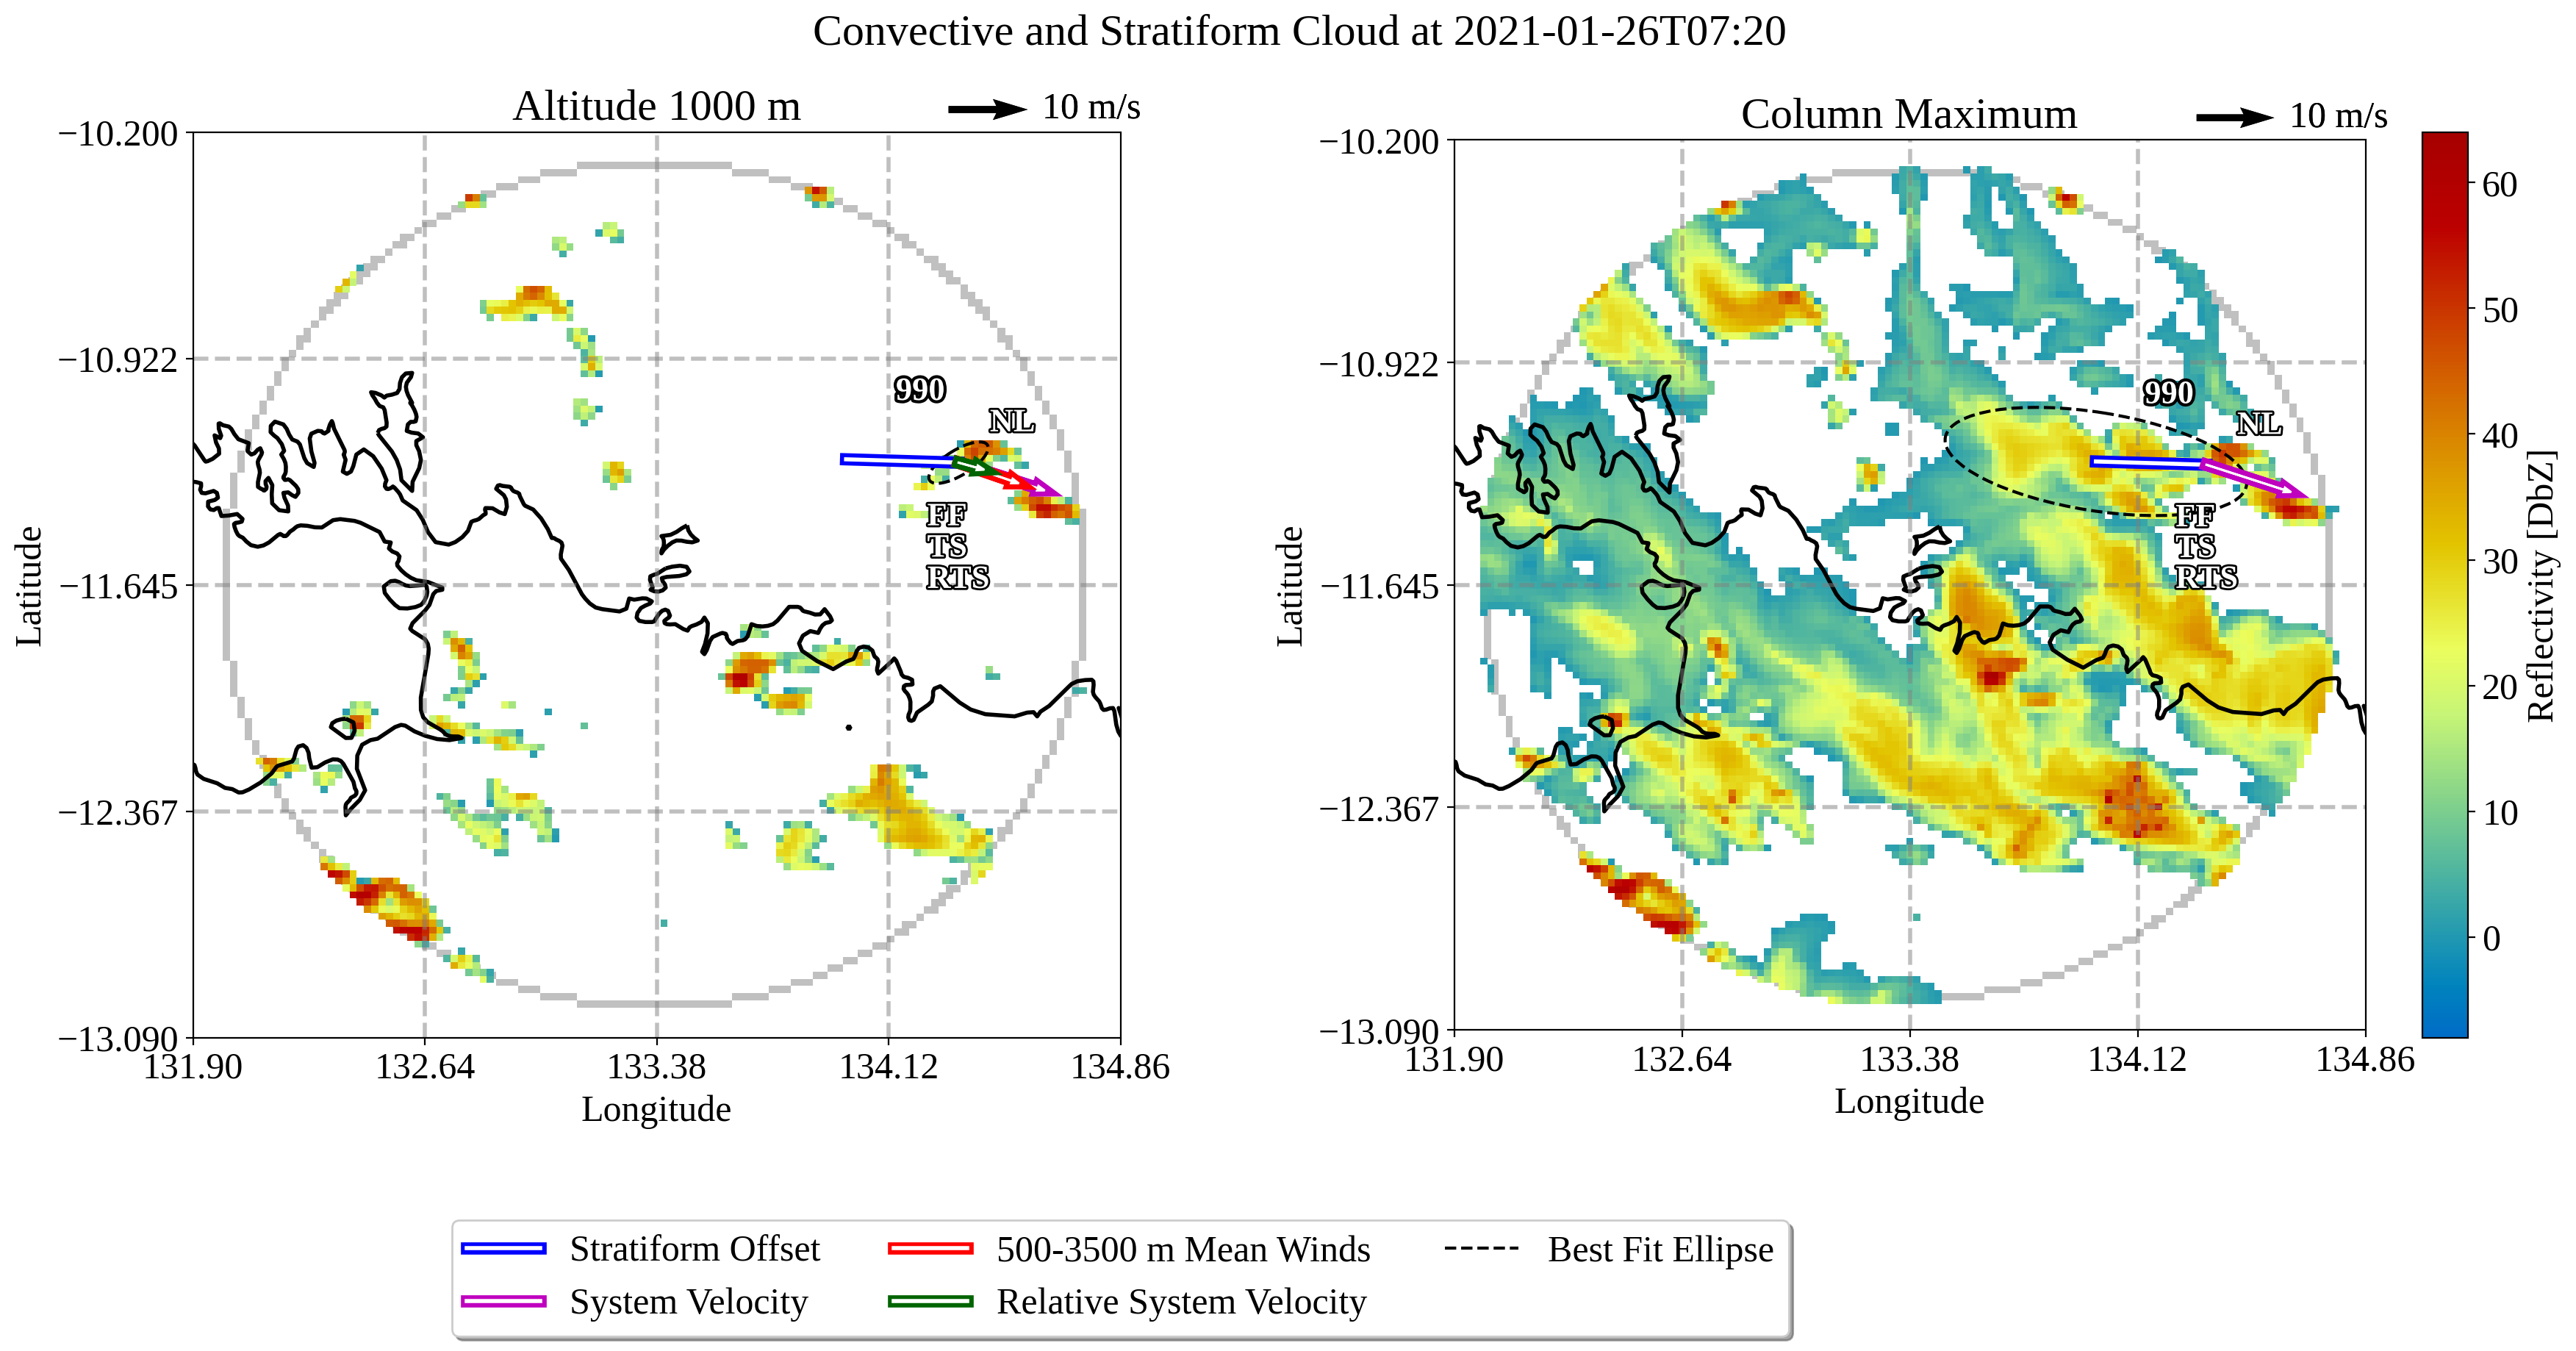 Convective and Stratiform Cloud at 2021-01-26T07:20
Altitude 1000 m
10 m/s
−10.200
−10.922
−11.645
−12.367
−13.090
Latitude
131.90
132.64
133.38
134.12
134.86
Longitude
990
NL
FF
TS
RTS
Column Maximum
10 m/s
−10.200
−10.922
−11.645
−12.367
−13.090
Latitude
131.90
132.64
133.38
134.12
134.86
Longitude
990
NL
FF
TS
RTS
60
50
40
30
20
10
0
Reflectivity [DbZ]
Stratiform Offset
System Velocity
500-3500 m Mean Winds
Relative System Velocity
Best Fit Ellipse